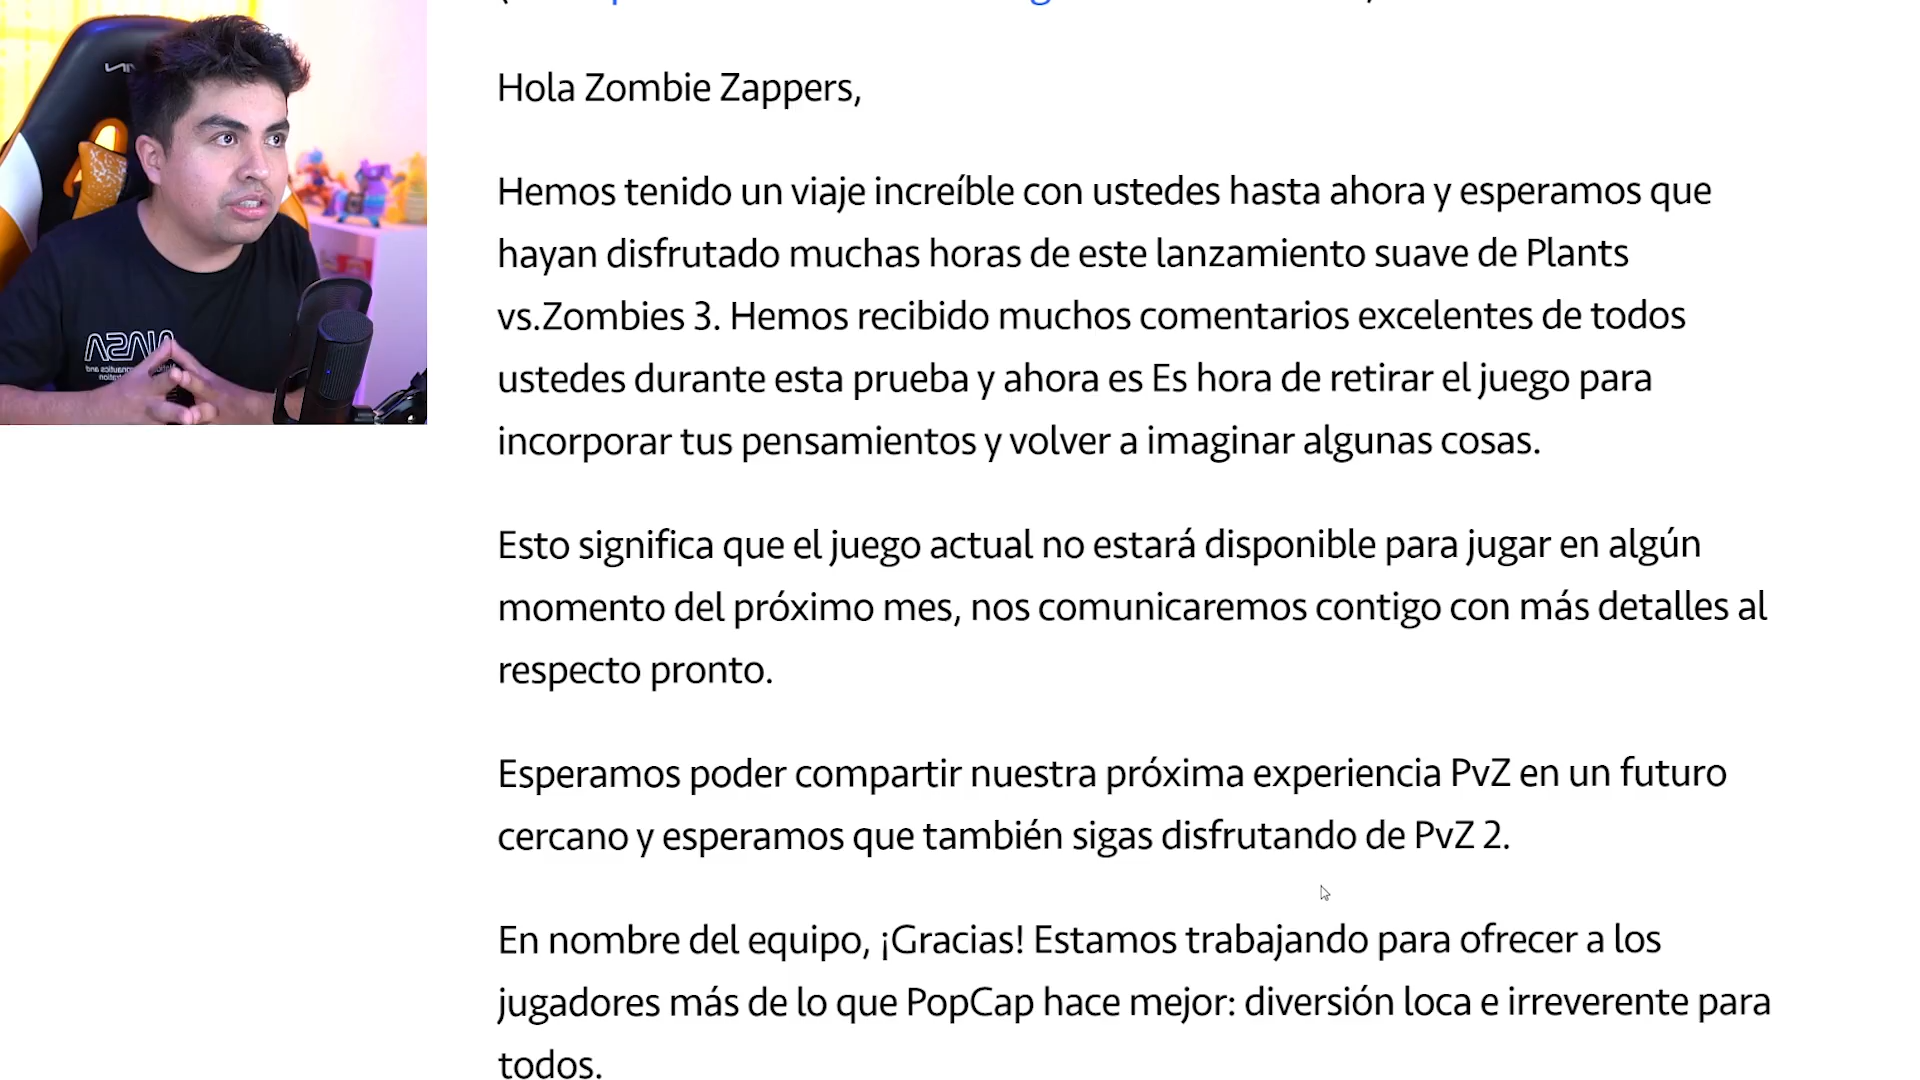 Hola Zombie Zappers,
Hemos tenido un viaje increíble con ustedes hasta ahora y esperamos que
hayan disfrutado muchas horas de este lanzamiento suave de Plants
vs.Zombies 3. Hemos recibido muchos comentarios excelentes de todos
ustedes durante esta prueba y ahora es Es hora de retirar el juego para
incorporar tus pensamientos y volver a imaginar algunas cosas.
Esto significa que el juego actual no estará disponible para jugar en algún
momento del próximo mes, nos comunicaremos contigo con más detalles al
respecto pronto.
Esperamos poder compartir nuestra próxima experiencia PvZ en un futuro
cercano y esperamos que también sigas disfrutando de PvZ 2.
En nombre del equipo, ¡Gracias! Estamos trabajando para ofrecer a los
jugadores más de lo que PopCap hace mejor: diversión loca e irreverente para
todos.
NASA